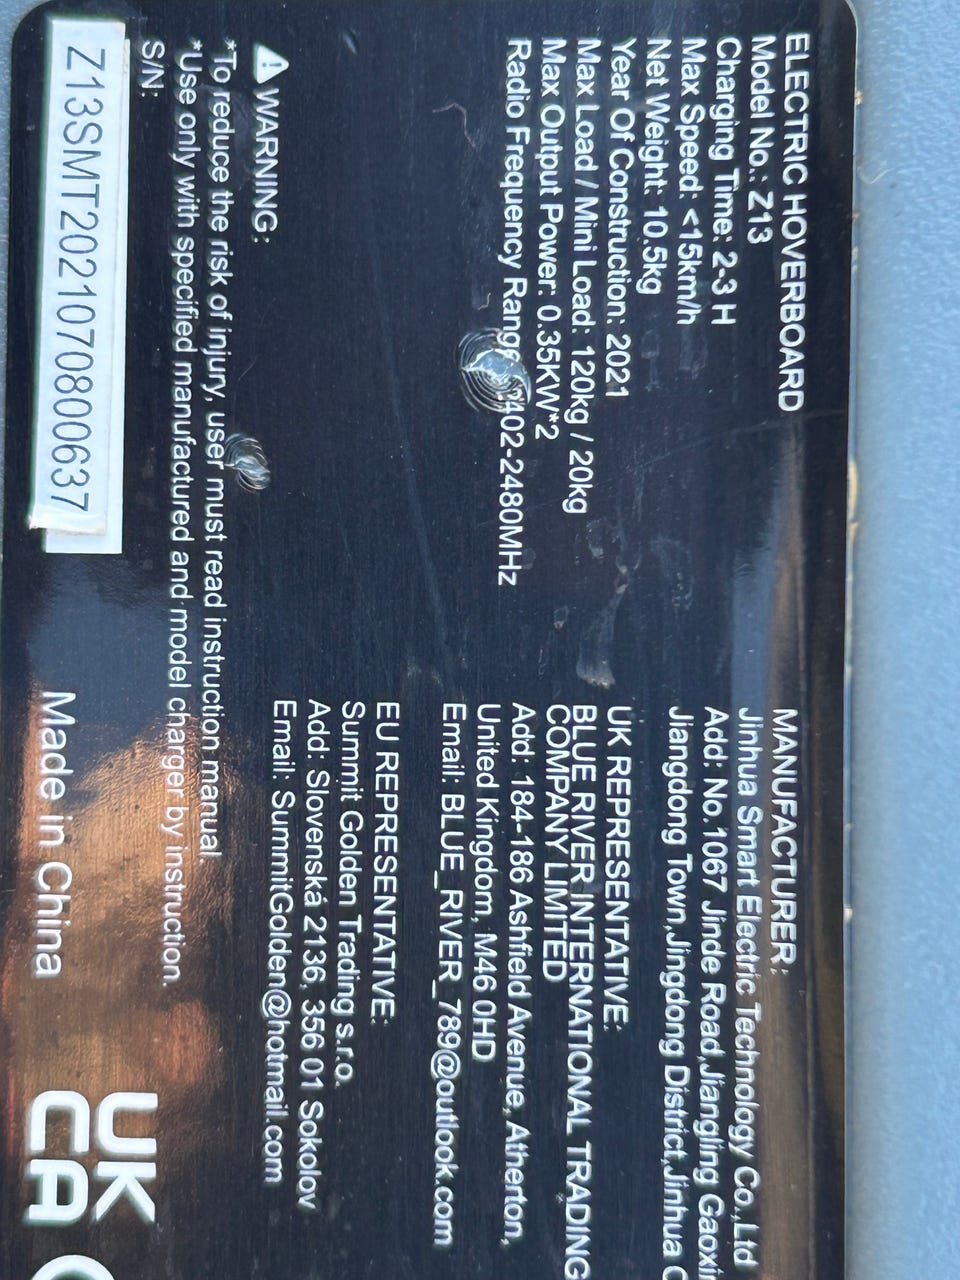 ELECTRIC HOVERBOARD
Model No.: Z13
Charging Time: 2-3 H
Max Speed: <15km/h
Net Weight: 10.5kg
Year Of Construction: 2021
Max Load / Mini Load: 120kg / 20kg
Max Output Power: 0.35KW*2
Radio Frequency Range 2402-2480MHz
MANUFACTURER:
Jinhua Smart Electric Technology Co.,Ltd
Add: No.1067 Jinde Road,Jiangling
Jiangdong Town,Jingdong District,Jinhua
UK REPRESENTATIVE:
BLUE RIVER INTERNATIONAL TRADING
COMPANY LIMITED
Add: 184-186 Ashfield Avenue, Atherton,
United Kingdom, M46 0HD
Email: BLUE_RIVER_789@outlook.com
EU REPRESENTATIVE:
Summit Golden Trading s.r.o.
Add: Slovenská 2136, 356 01 Sokolov
Email: SummitGolden@hotmail.com
WARNING:
*To reduce the risk of injury, user must read instruction manual.
*Use only with specified manufactured and model charger by instruction.
S/N:
Z13SMT2021070800637
Made in China
UK
CA